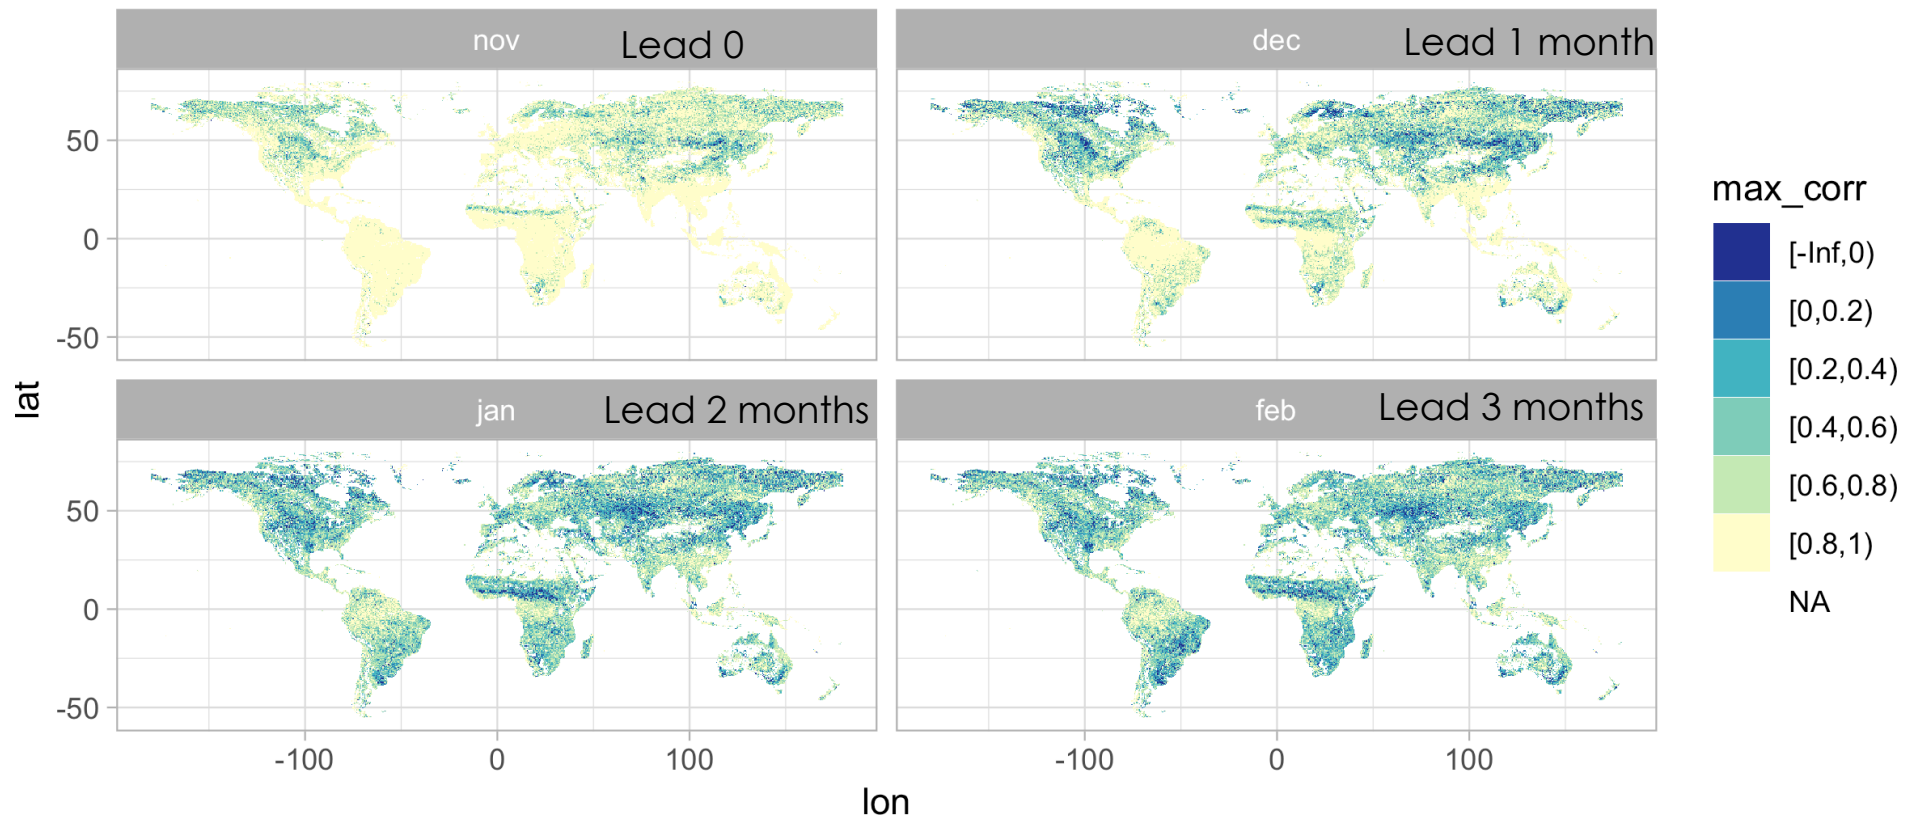 nov Lead 0
dec Lead 1 month
50
0
-50
jan Lead 2 months
feb Lead 3 months
50
0
-50
-100 0 100
-100 0 100
lat
lon
max_corr
[-Inf,0)
[0,0.2)
[0.2,0.4)
[0.4,0.6)
[0.6,0.8)
[0.8,1)
NA